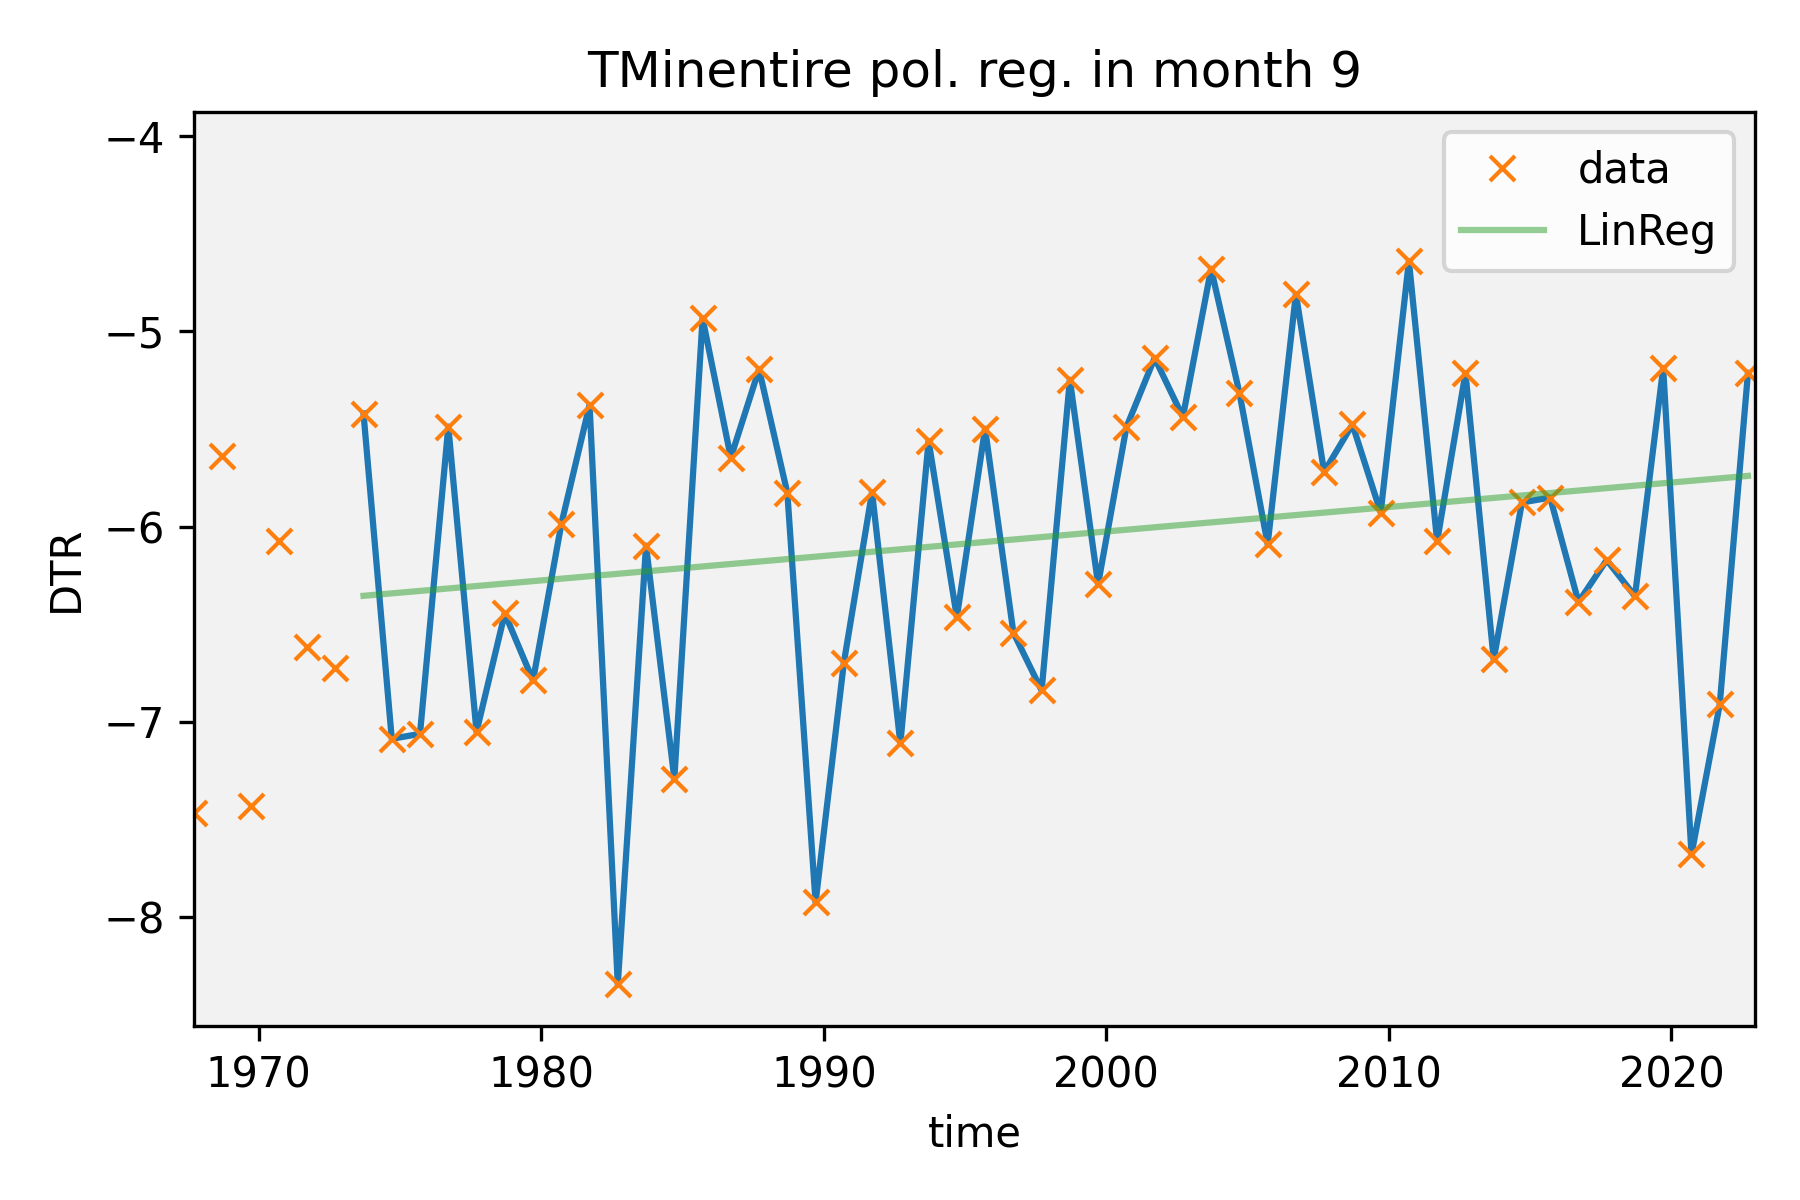 TMinentire pol. reg. in month 9
−4
−5
−6
−7
−8
DTR
data
LinReg
1970 1980 1990 2000 2010 2020
time